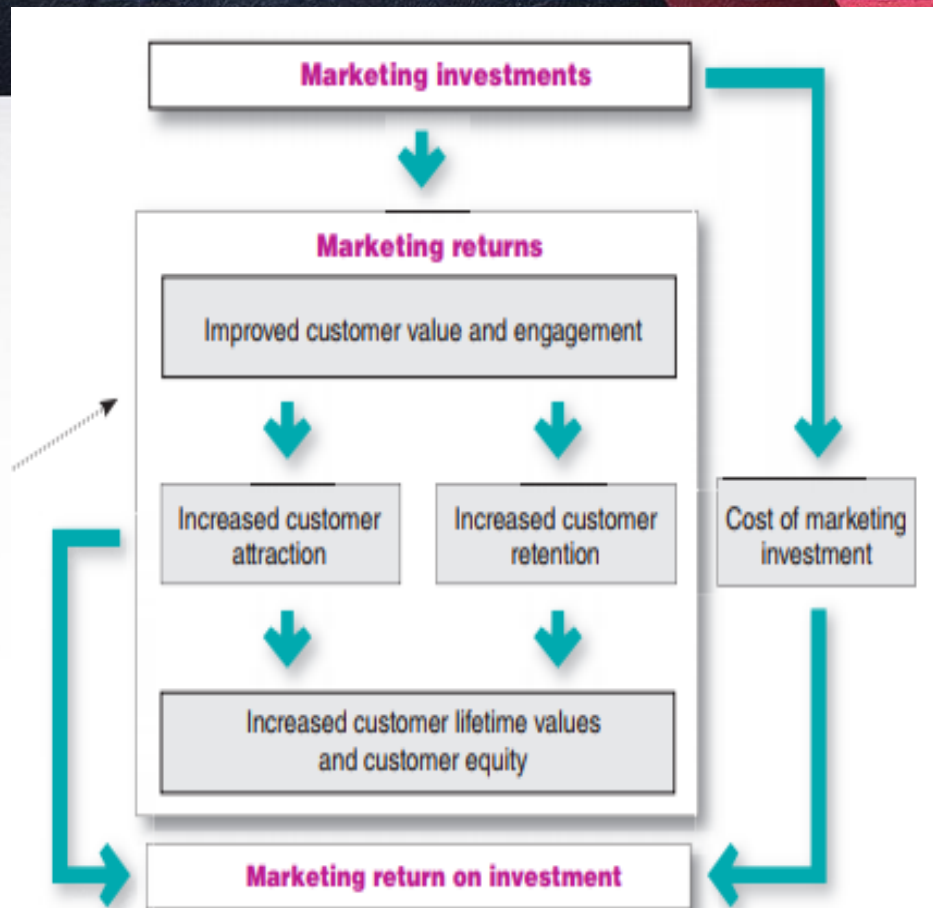 Marketing investments
Marketing returns
Improved customer value and engagement
Increased customer
attraction
Increased customer
retention
Cost of marketing
investment
Increased customer lifetime values
and customer equity
Marketing return on investment